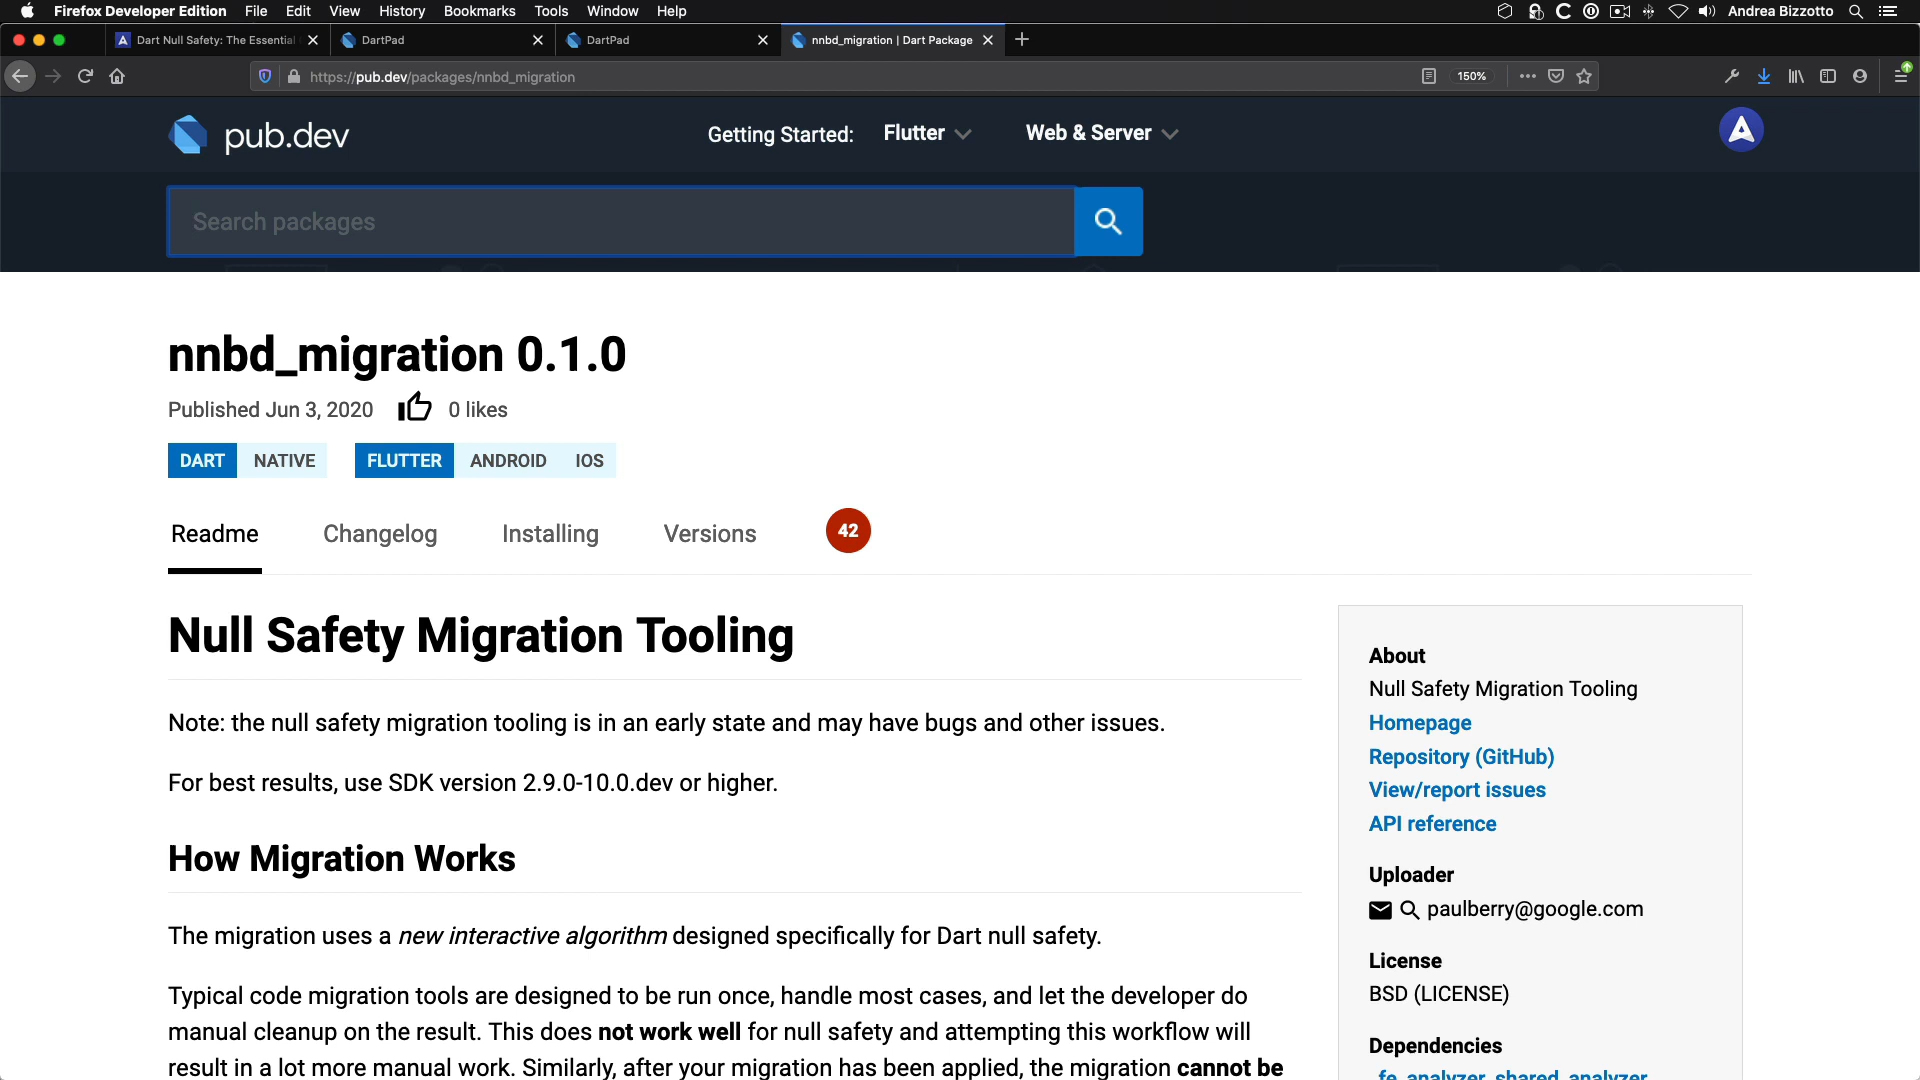 Firefox Developer Edition File Edit View History Bookmarks Tools Window Help Andrea Bizzotto
Dart Null Safety: The Essential DartPad DartPad nnbd_migration | Dart Package
https://pub.dev/packages/nnbd_migration 150%
pub.dev Getting Started: Flutter Web & Server
Search packages
nnbd_migration 0.1.0
Published Jun 3, 2020 0 likes
DART NATIVE FLUTTER ANDROID IOS
Readme Changelog Installing Versions 42
Null Safety Migration Tooling
Note: the null safety migration tooling is in an early state and may have bugs and other issues.
For best results, use SDK version 2.9.0-10.0.dev or higher.
How Migration Works
The migration uses a new interactive algorithm designed specifically for Dart null safety.
Typical code migration tools are designed to be run once, handle most cases, and let the developer do
manual cleanup on the result. This does not work well for null safety and attempting this workflow will
result in a lot more manual work. Similarly, after your migration has been applied, the migration cannot be
About
Null Safety Migration Tooling
Homepage
Repository (GitHub)
View/report issues
API reference
Uploader
paulberry@google.com
License
BSD (LICENSE)
Dependencies
_fe_analyzer_shared, analyzer,